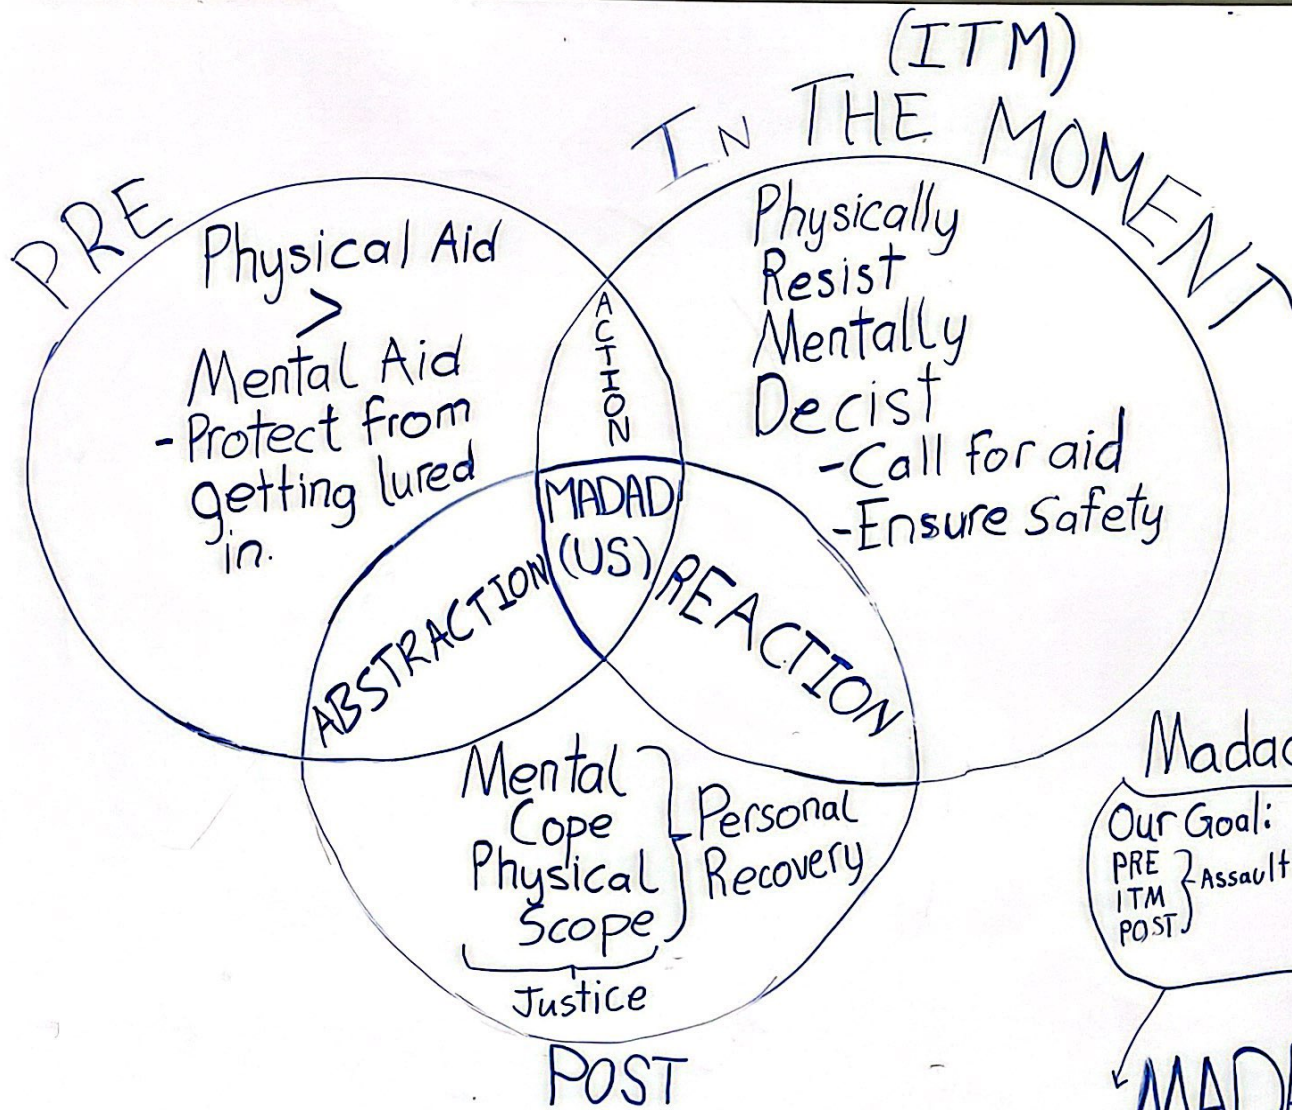 (ITM)
IN THE MOMENT
PRE
Physical Aid
>
Mental Aid
- Protect from
getting lured
in.
ACTION
Physically
Resist
Mentally
Decist
- Call for aid
- Ensure Safety
MADAD
(US)
ABSTRACTION
REACTION
Mental
Cope
Physical
Scope
Personal
Recovery
Justice
POST
Our Goal:
PRE
ITM
POST
Assault